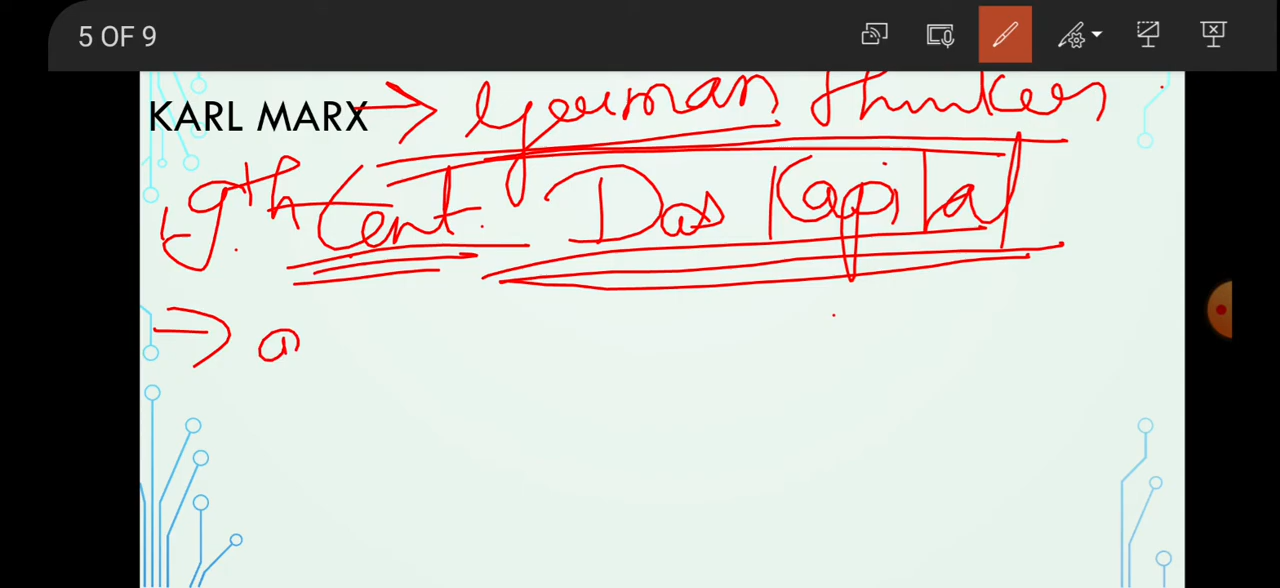 5 OF 9
KARL MARX → German thinker
19th Cent. Das Kapital
→ a